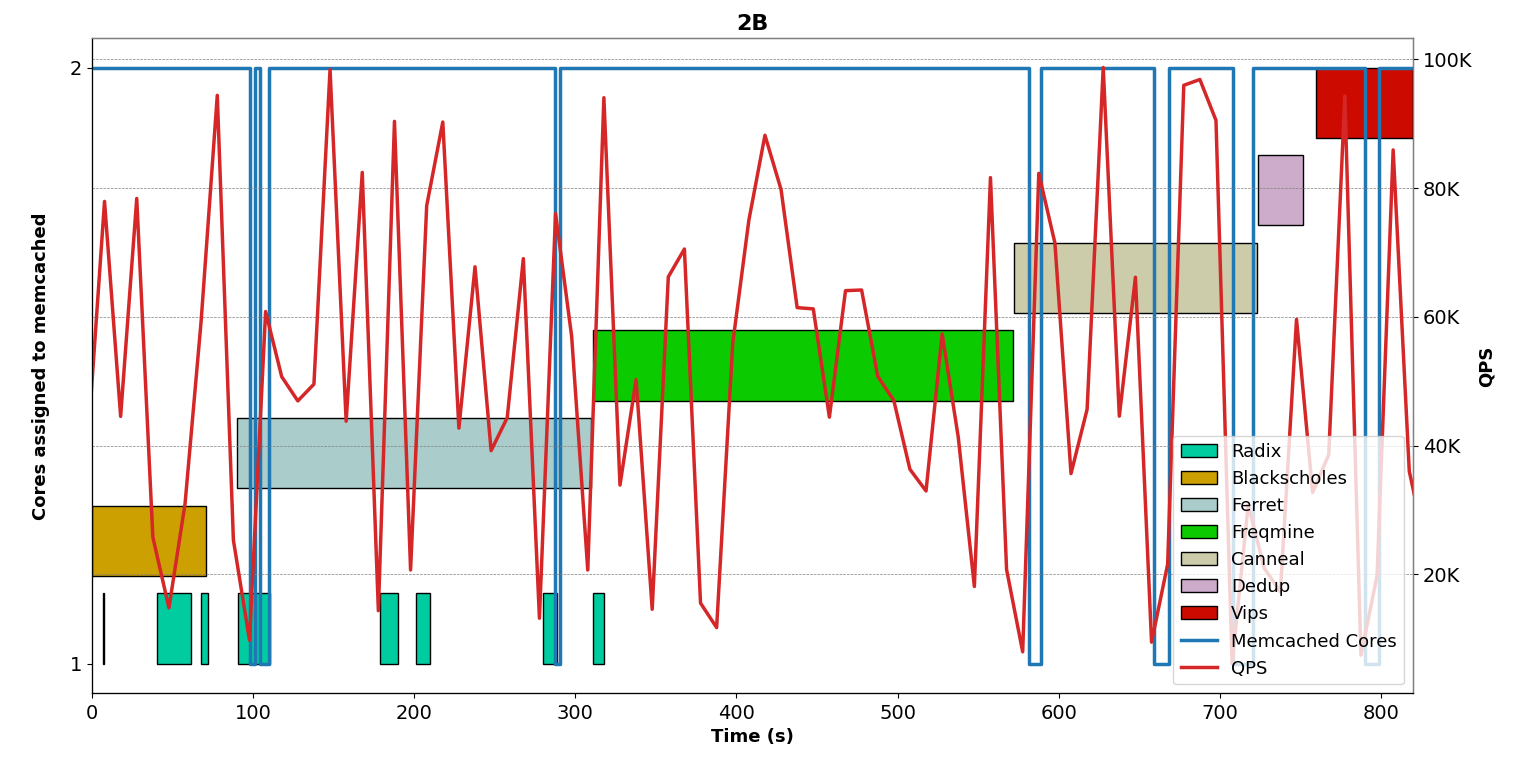 2B
Cores assigned to memcached
2
1
100K
80K
60K
40K
20K
QPS
Radix
Blackscholes
Ferret
Freqmine
Canneal
Dedup
Vips
Memcached Cores
QPS
0 100 200 300 400 500 600 700 800
Time (s)